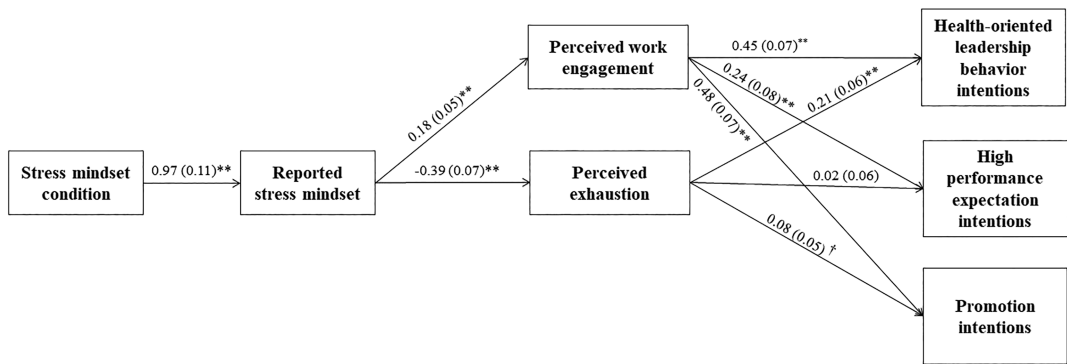 Stress mindset
condition
0.97 (0.11)**
Reported
stress mindset
0.18 (0.05)**
-0.39 (0.07)**
Perceived work
engagement
Perceived
exhaustion
0.45 (0.07)**
0.24 (0.08)**
0.48 (0.07)**
0.21 (0.06)**
0.02 (0.06)
0.08 (0.05) †
Health-oriented
leadership
behavior
intentions
High
performance
expectation
intentions
Promotion
intentions